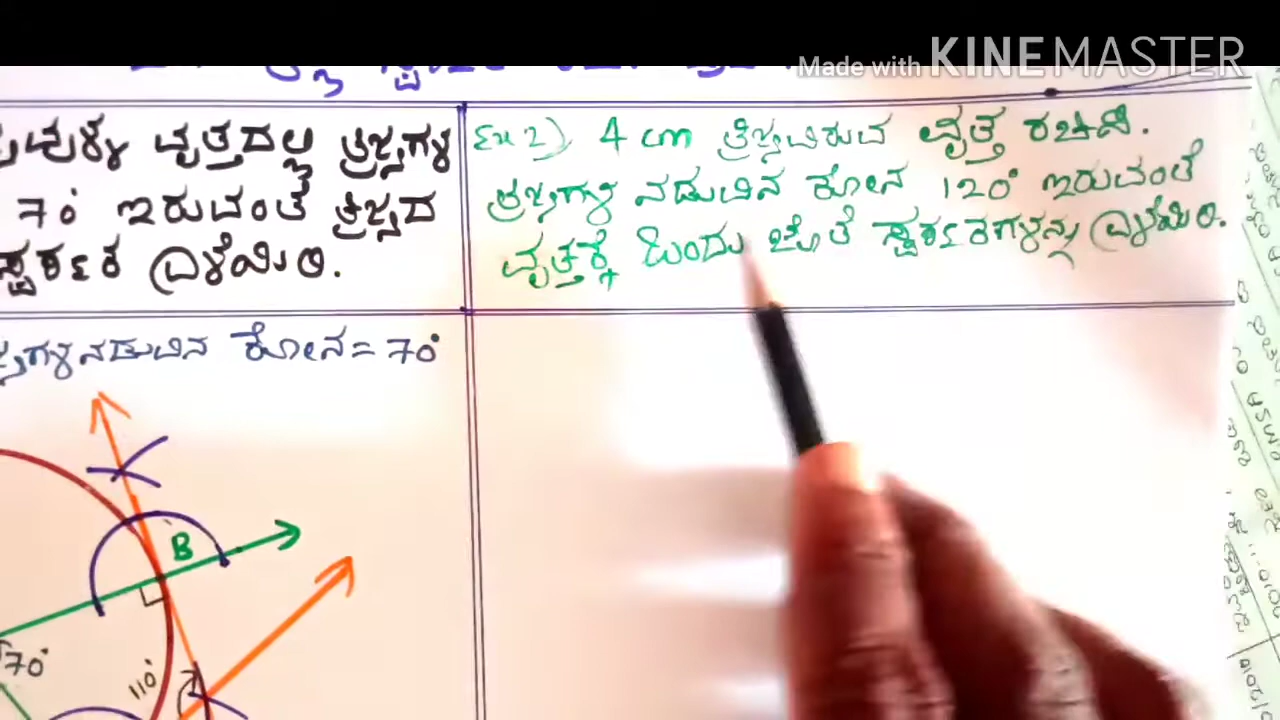 Made with KINEMASTER
ವುಳ್ಳ ವೃತ್ತದಲ್ಲಿ ತ್ರಿಜ್ಯಗಳ
70° ಇರುವಂತೆ ತ್ರಿಜ್ಯದ
ಸ್ಪರ್ಶಕ ಎಳೆಯಿರಿ.
Ex 2), 4 cm ತ್ರಿಜ್ಯವಿರುವ ವೃತ್ತ ರಚಿಸಿ.
ತ್ರಿಜ್ಯಗಳ ನಡುವಿನ ಕೋನ 120° ಇರುವಂತೆ
ವೃತ್ತಕ್ಕೆ ಒಂದು ಜೊತೆ ಸ್ಪರ್ಶಕಗಳನ್ನು ಎಳೆಯಿರಿ.
ಗಳ ನಡುವಿನ ಕೋನ = 70°
B
70°
110°